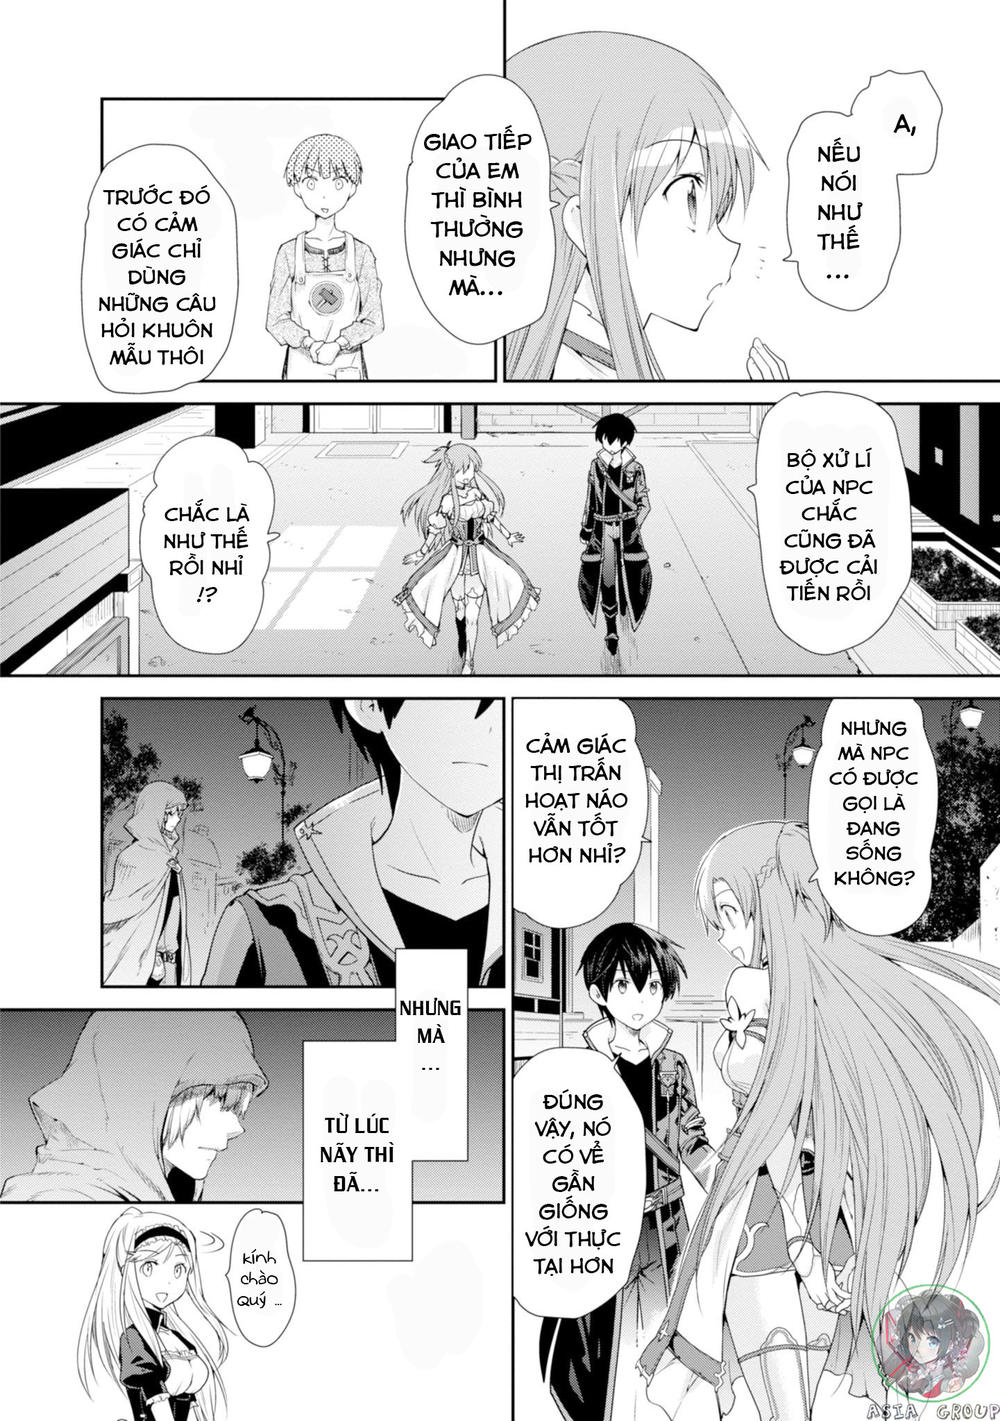 A,
NẾU
NÓI
NHƯ
THẾ
...
GIAO TIẾP
CỦA EM
THÌ BÌNH
THƯỜNG
NHƯNG
MÀ...
TRƯỚC ĐÓ
CÓ CẢM
GIÁC CHỈ
DÙNG
NHỮNG CÂU
HỎI KHUÔN
MẪU THÔI
BỘ XỬ LÍ
CỦA NPC
CHẮC
CŨNG ĐÃ
ĐƯỢC CẢI
TIẾN RỒI
CHẮC LÀ
NHƯ THẾ
RỒI NHỈ
!?
NHƯNG
MÀ NPC
CÓ ĐƯỢC
GỌI LÀ
ĐANG
SỐNG
KHÔNG?
CẢM GIÁC
THỊ TRẤN
HOẠT NÁO
VẪN TỐT
HƠN NHỈ?
ĐÚNG
VẬY, NÓ
CÓ VẺ
GẦN
GIỐNG
VỚI THỰC
TẠI HƠN
NHƯNG
MÀ
...
TỪ LÚC
NÃY THÌ
ĐÃ...
kính
chào
Quý ...
ASIA GROUP